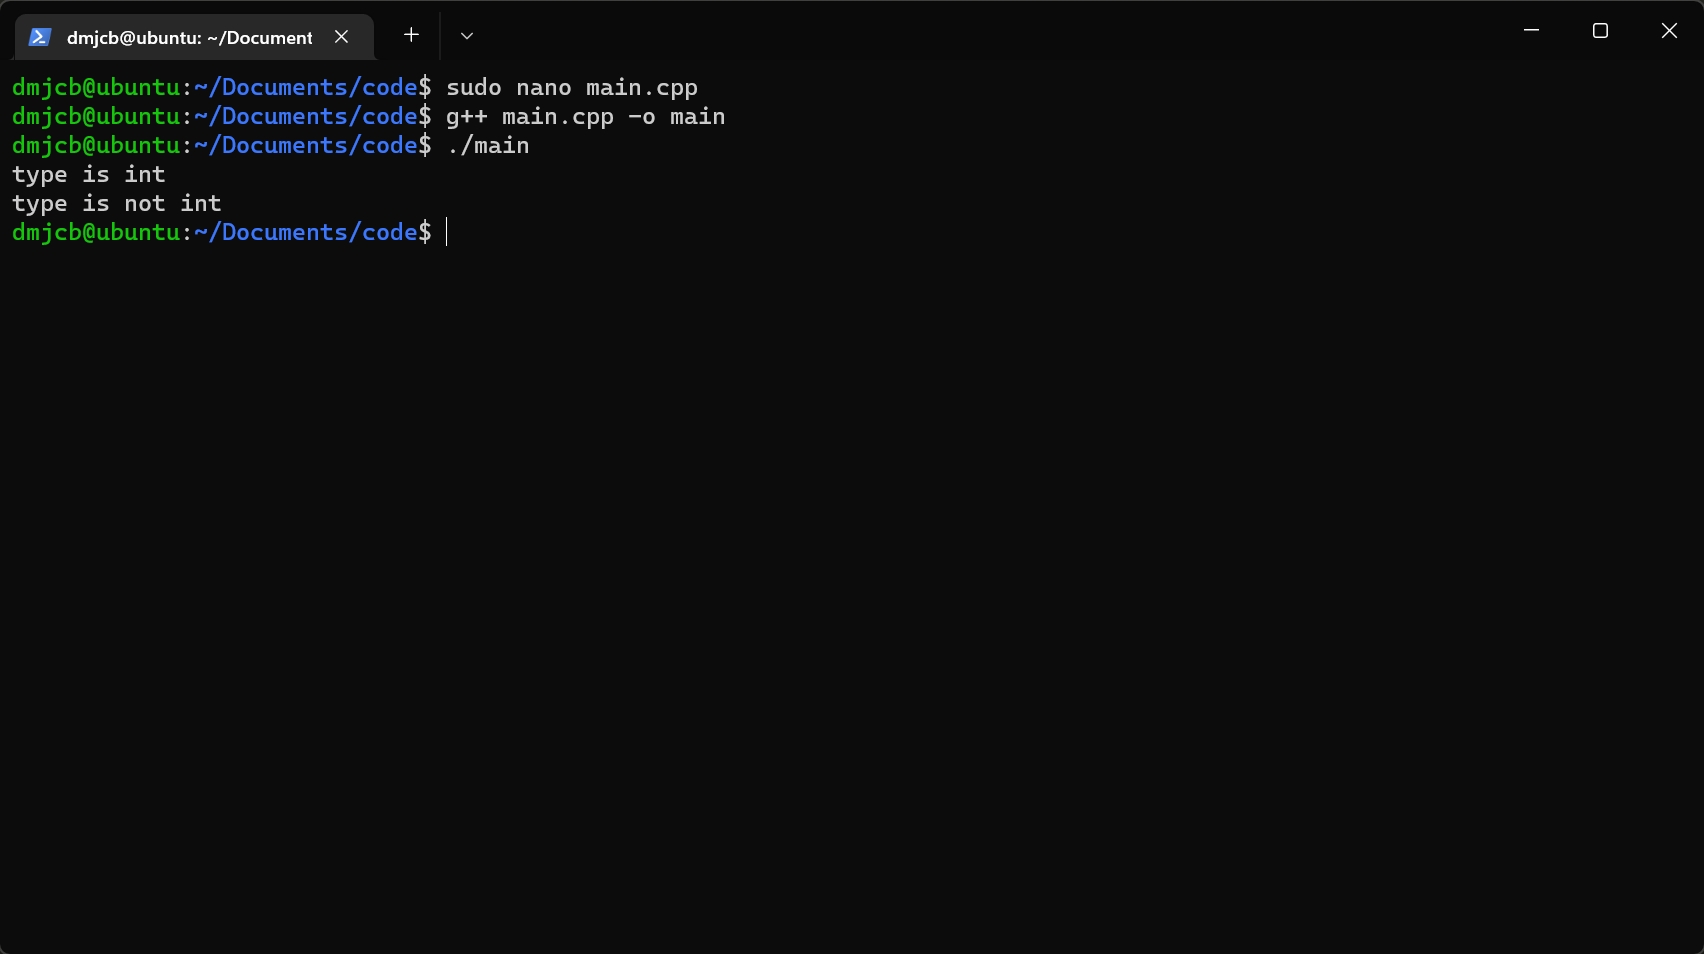 dmjcb@ubuntu: ~/Document
dmjcb@ubuntu:~/Documents/code$ sudo nano main.cpp
dmjcb@ubuntu:~/Documents/code$ g++ main.cpp -o main
dmjcb@ubuntu:~/Documents/code$ ./main
type is int
type is not int
dmjcb@ubuntu:~/Documents/code$